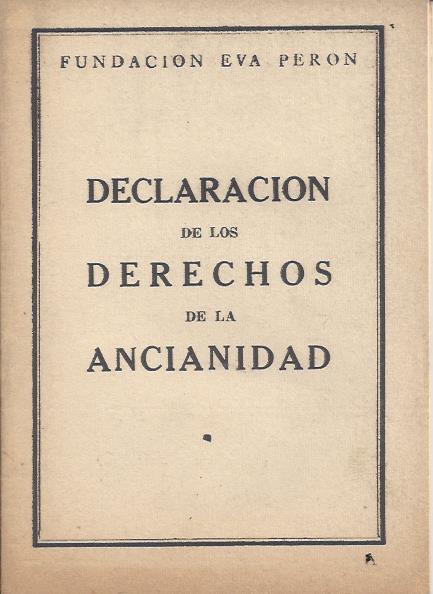 FUNDACION EVA PERON
DECLARACION
DE LOS
DERECHOS
DE LA
ANCIANIDAD